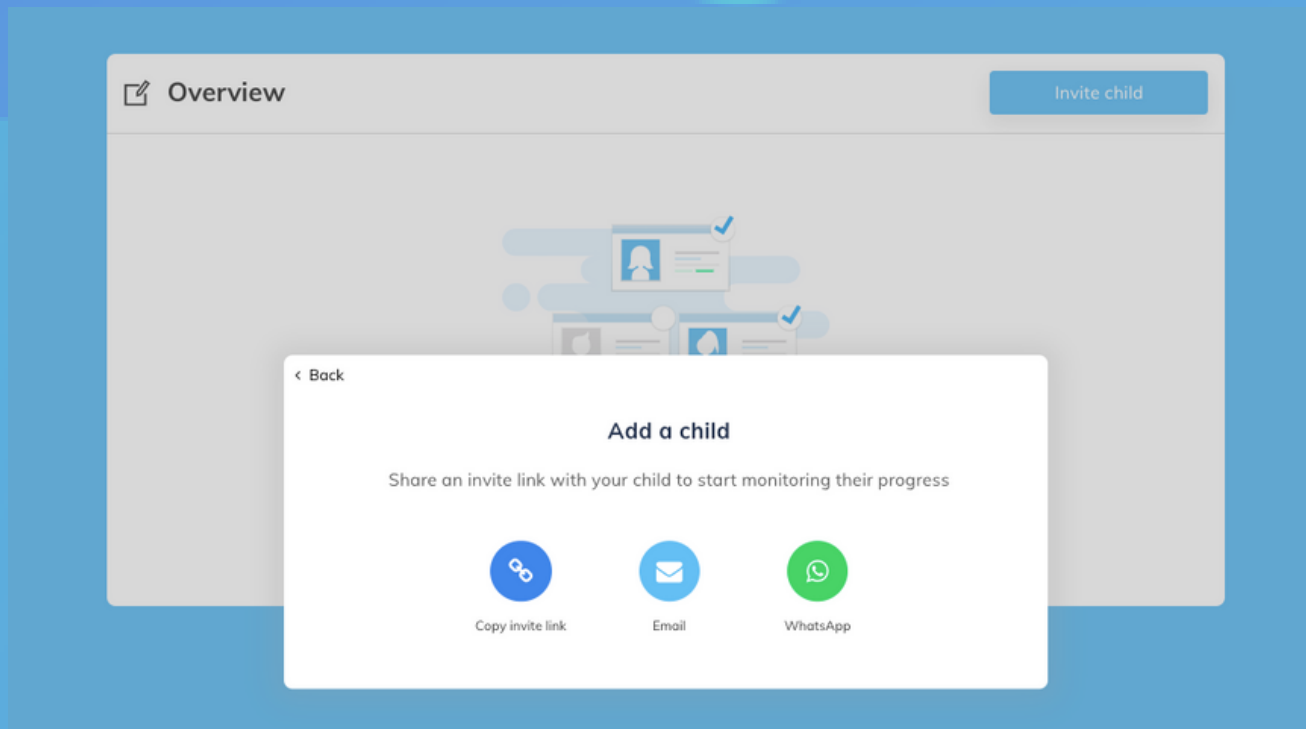 Overview
Invite child
< Back
Add a child
Share an invite link with your child to start monitoring their progress
Copy invite link
Email
WhatsApp